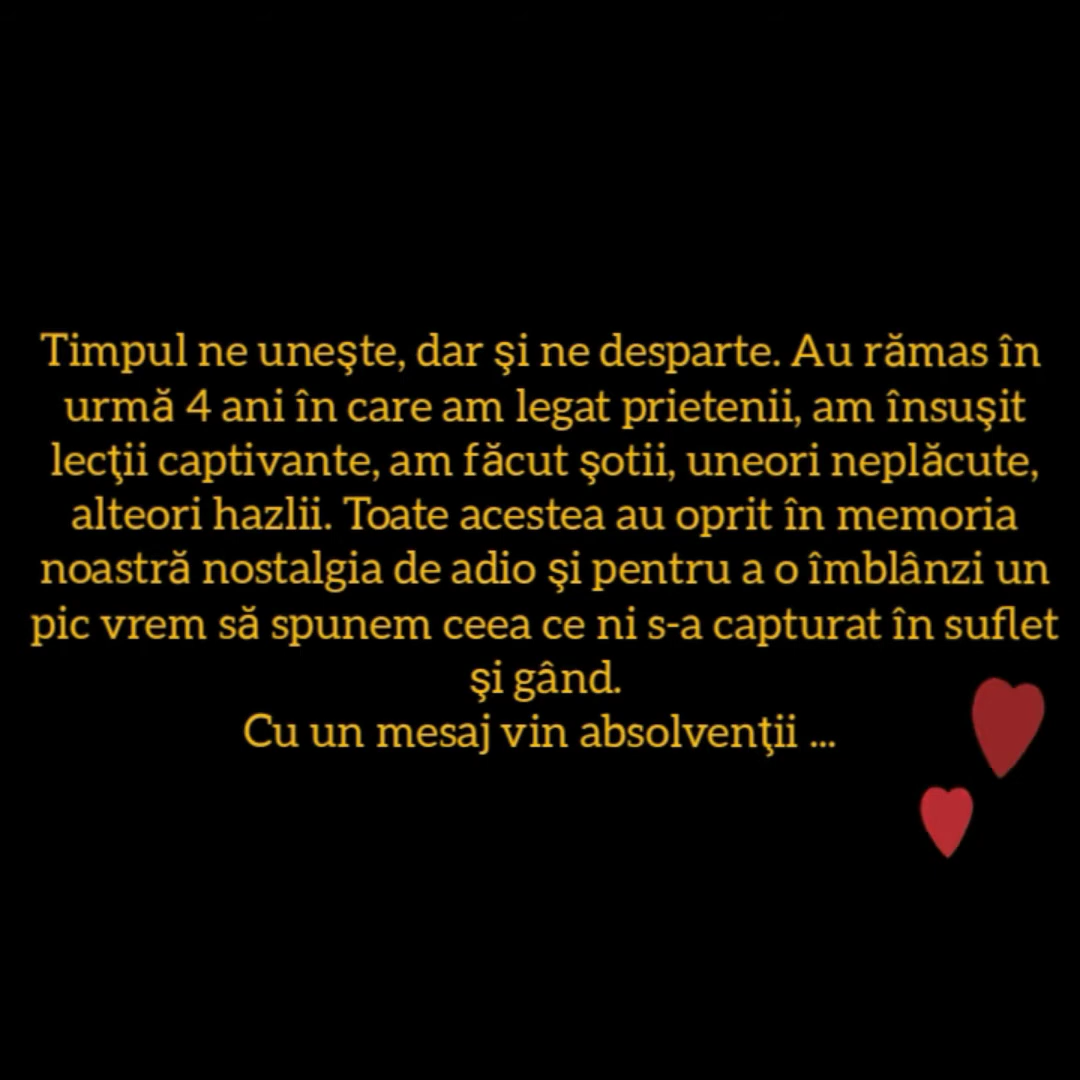 Timpul ne uneşte, dar şi ne desparte. Au rămas în
urmă 4 ani în care am legat prietenii, am însuşit
lecţii captivante, am făcut şotii, uneori neplăcute,
alteori hazlii. Toate acestea au oprit în memoria
noastră nostalgia de adio şi pentru a o îmblânzi un
pic vrem să spunem ceea ce ni s-a capturat în suflet
şi gând.
Cu un mesaj vin absolvenţii ...